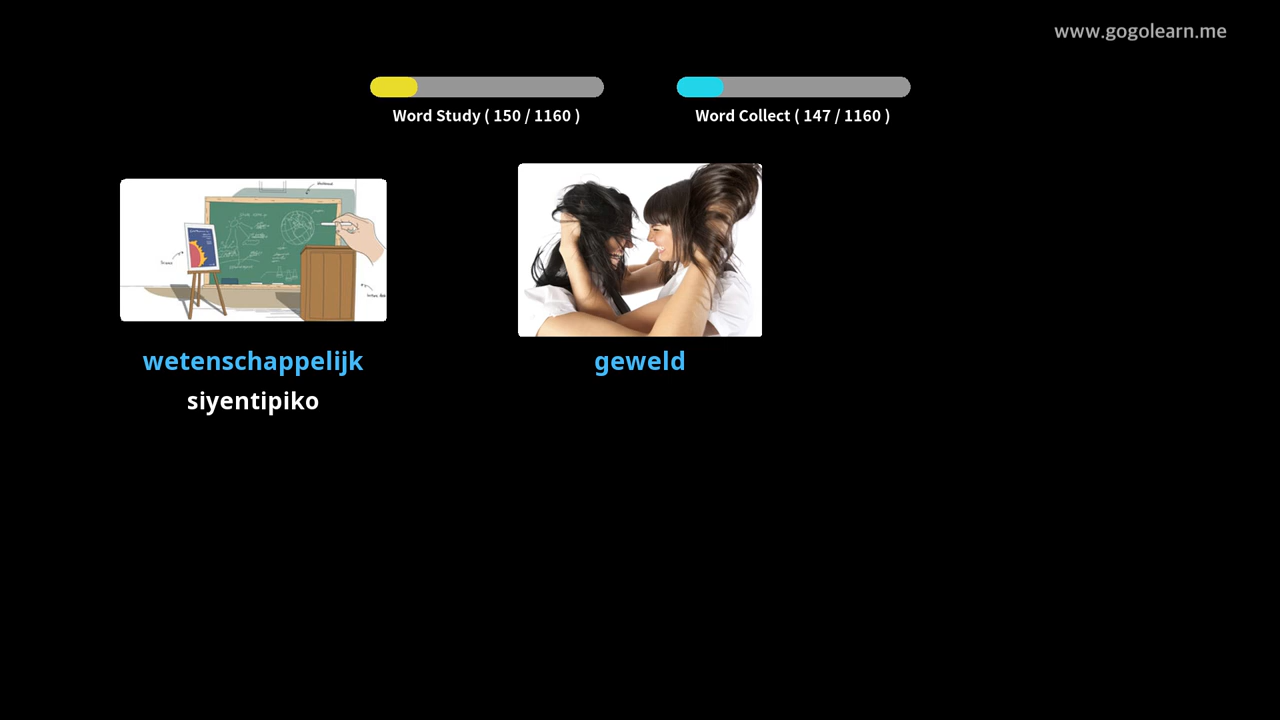 www.gogolearn.me
Word Study ( 150 / 1160 )
Word Collect ( 147 / 1160 )
wetenschappelijk
geweld
siyentipiko